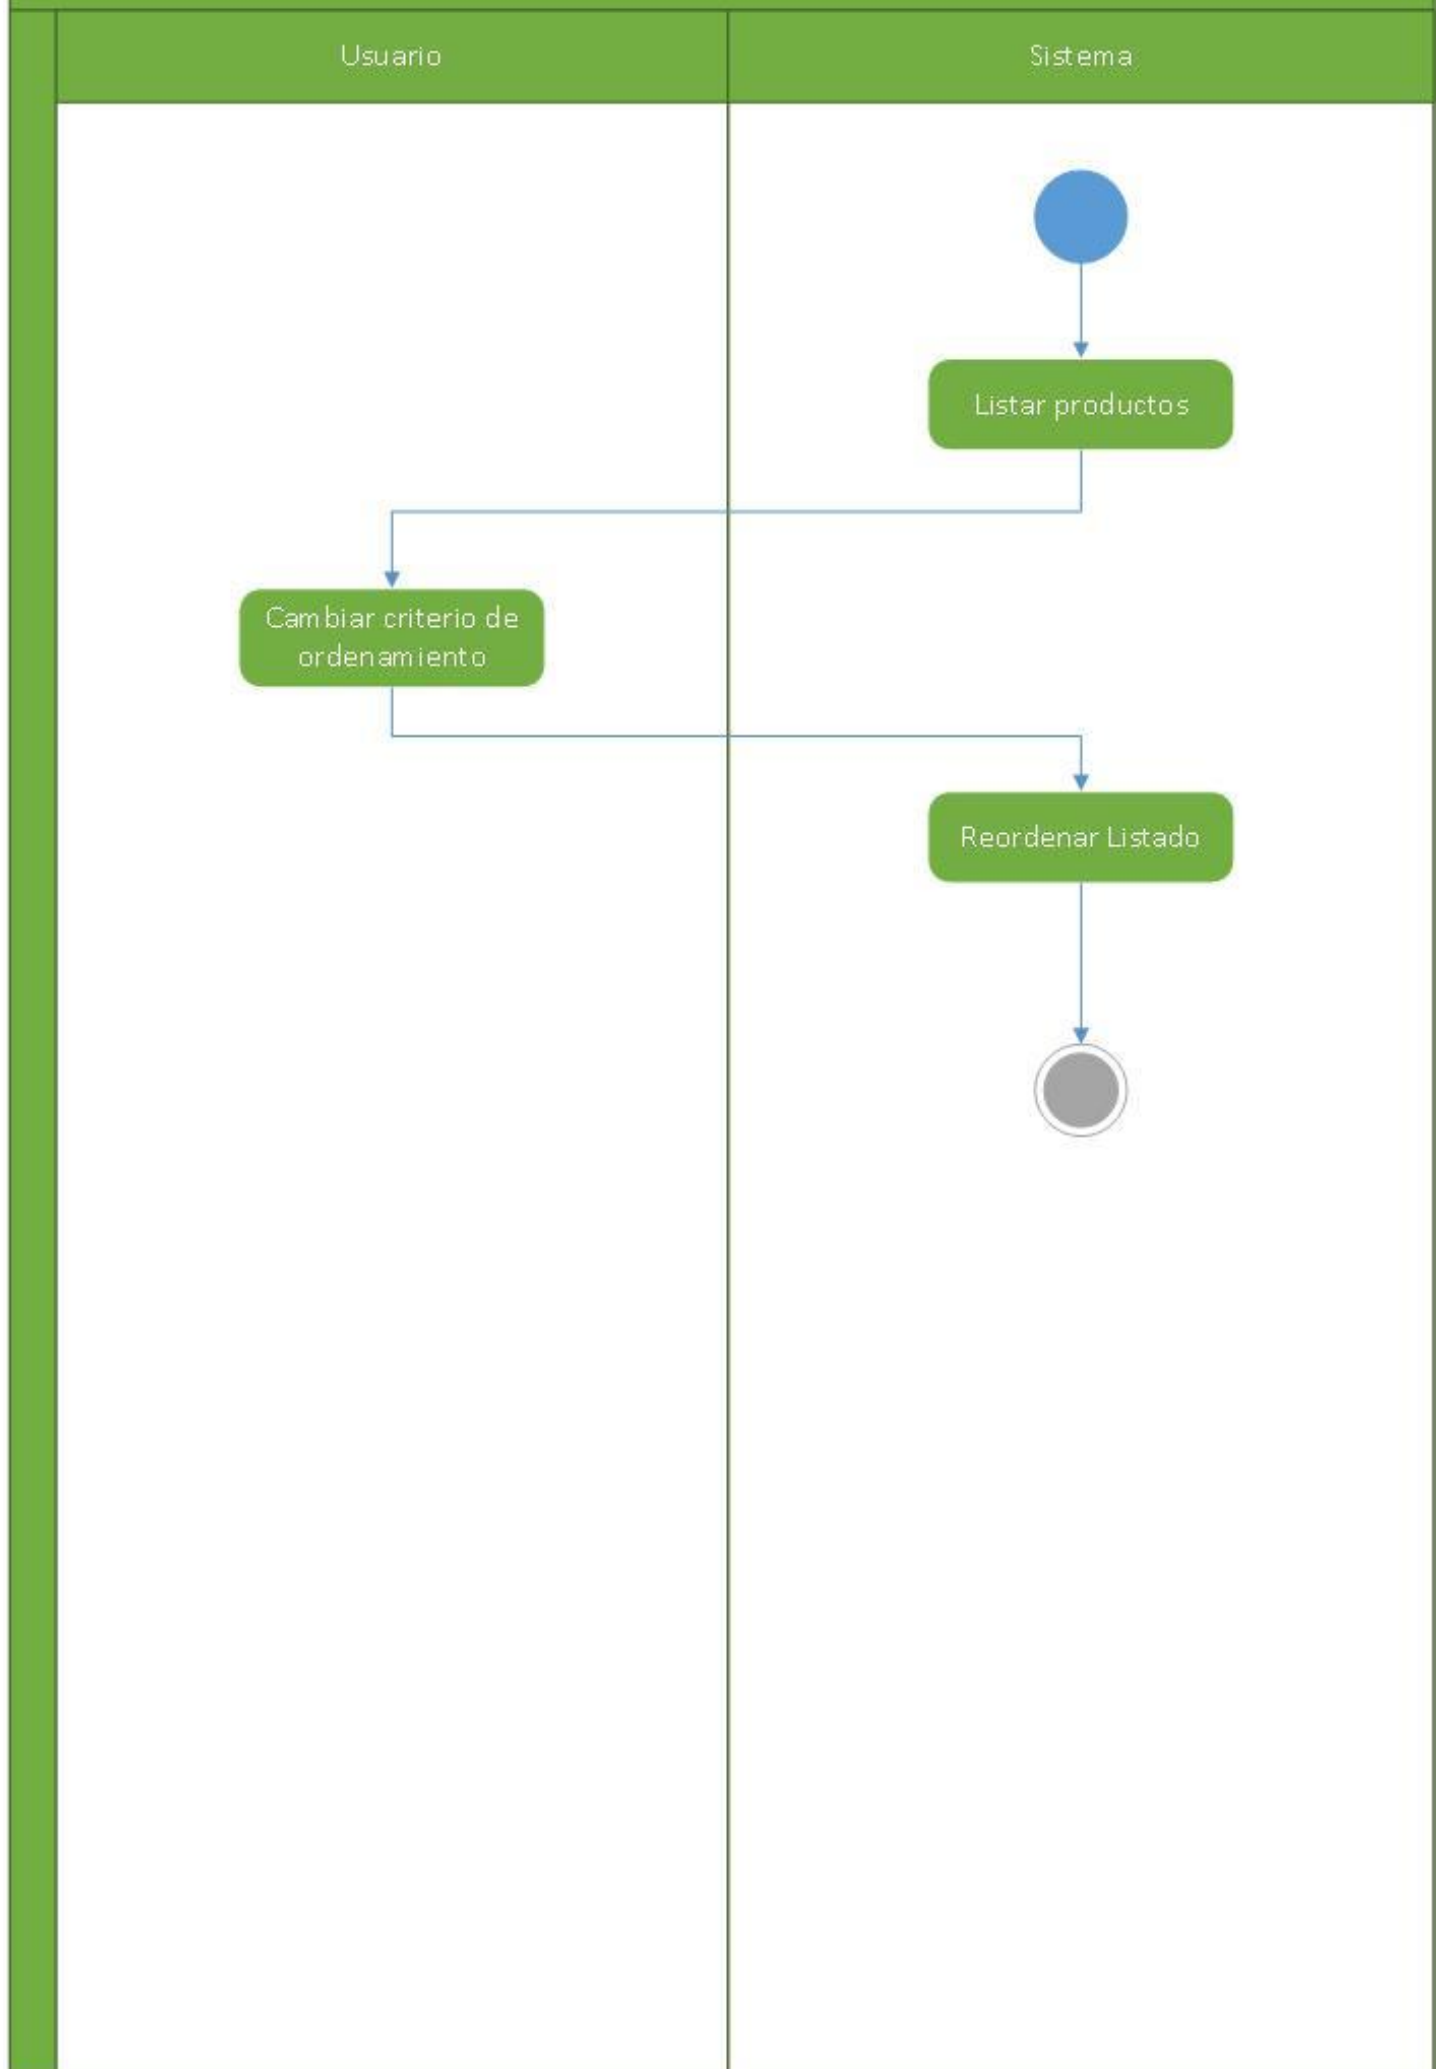 Usuario
Sistema
Listar productos
Cambiar criterio de
ordenamiento
Reordenar Listado